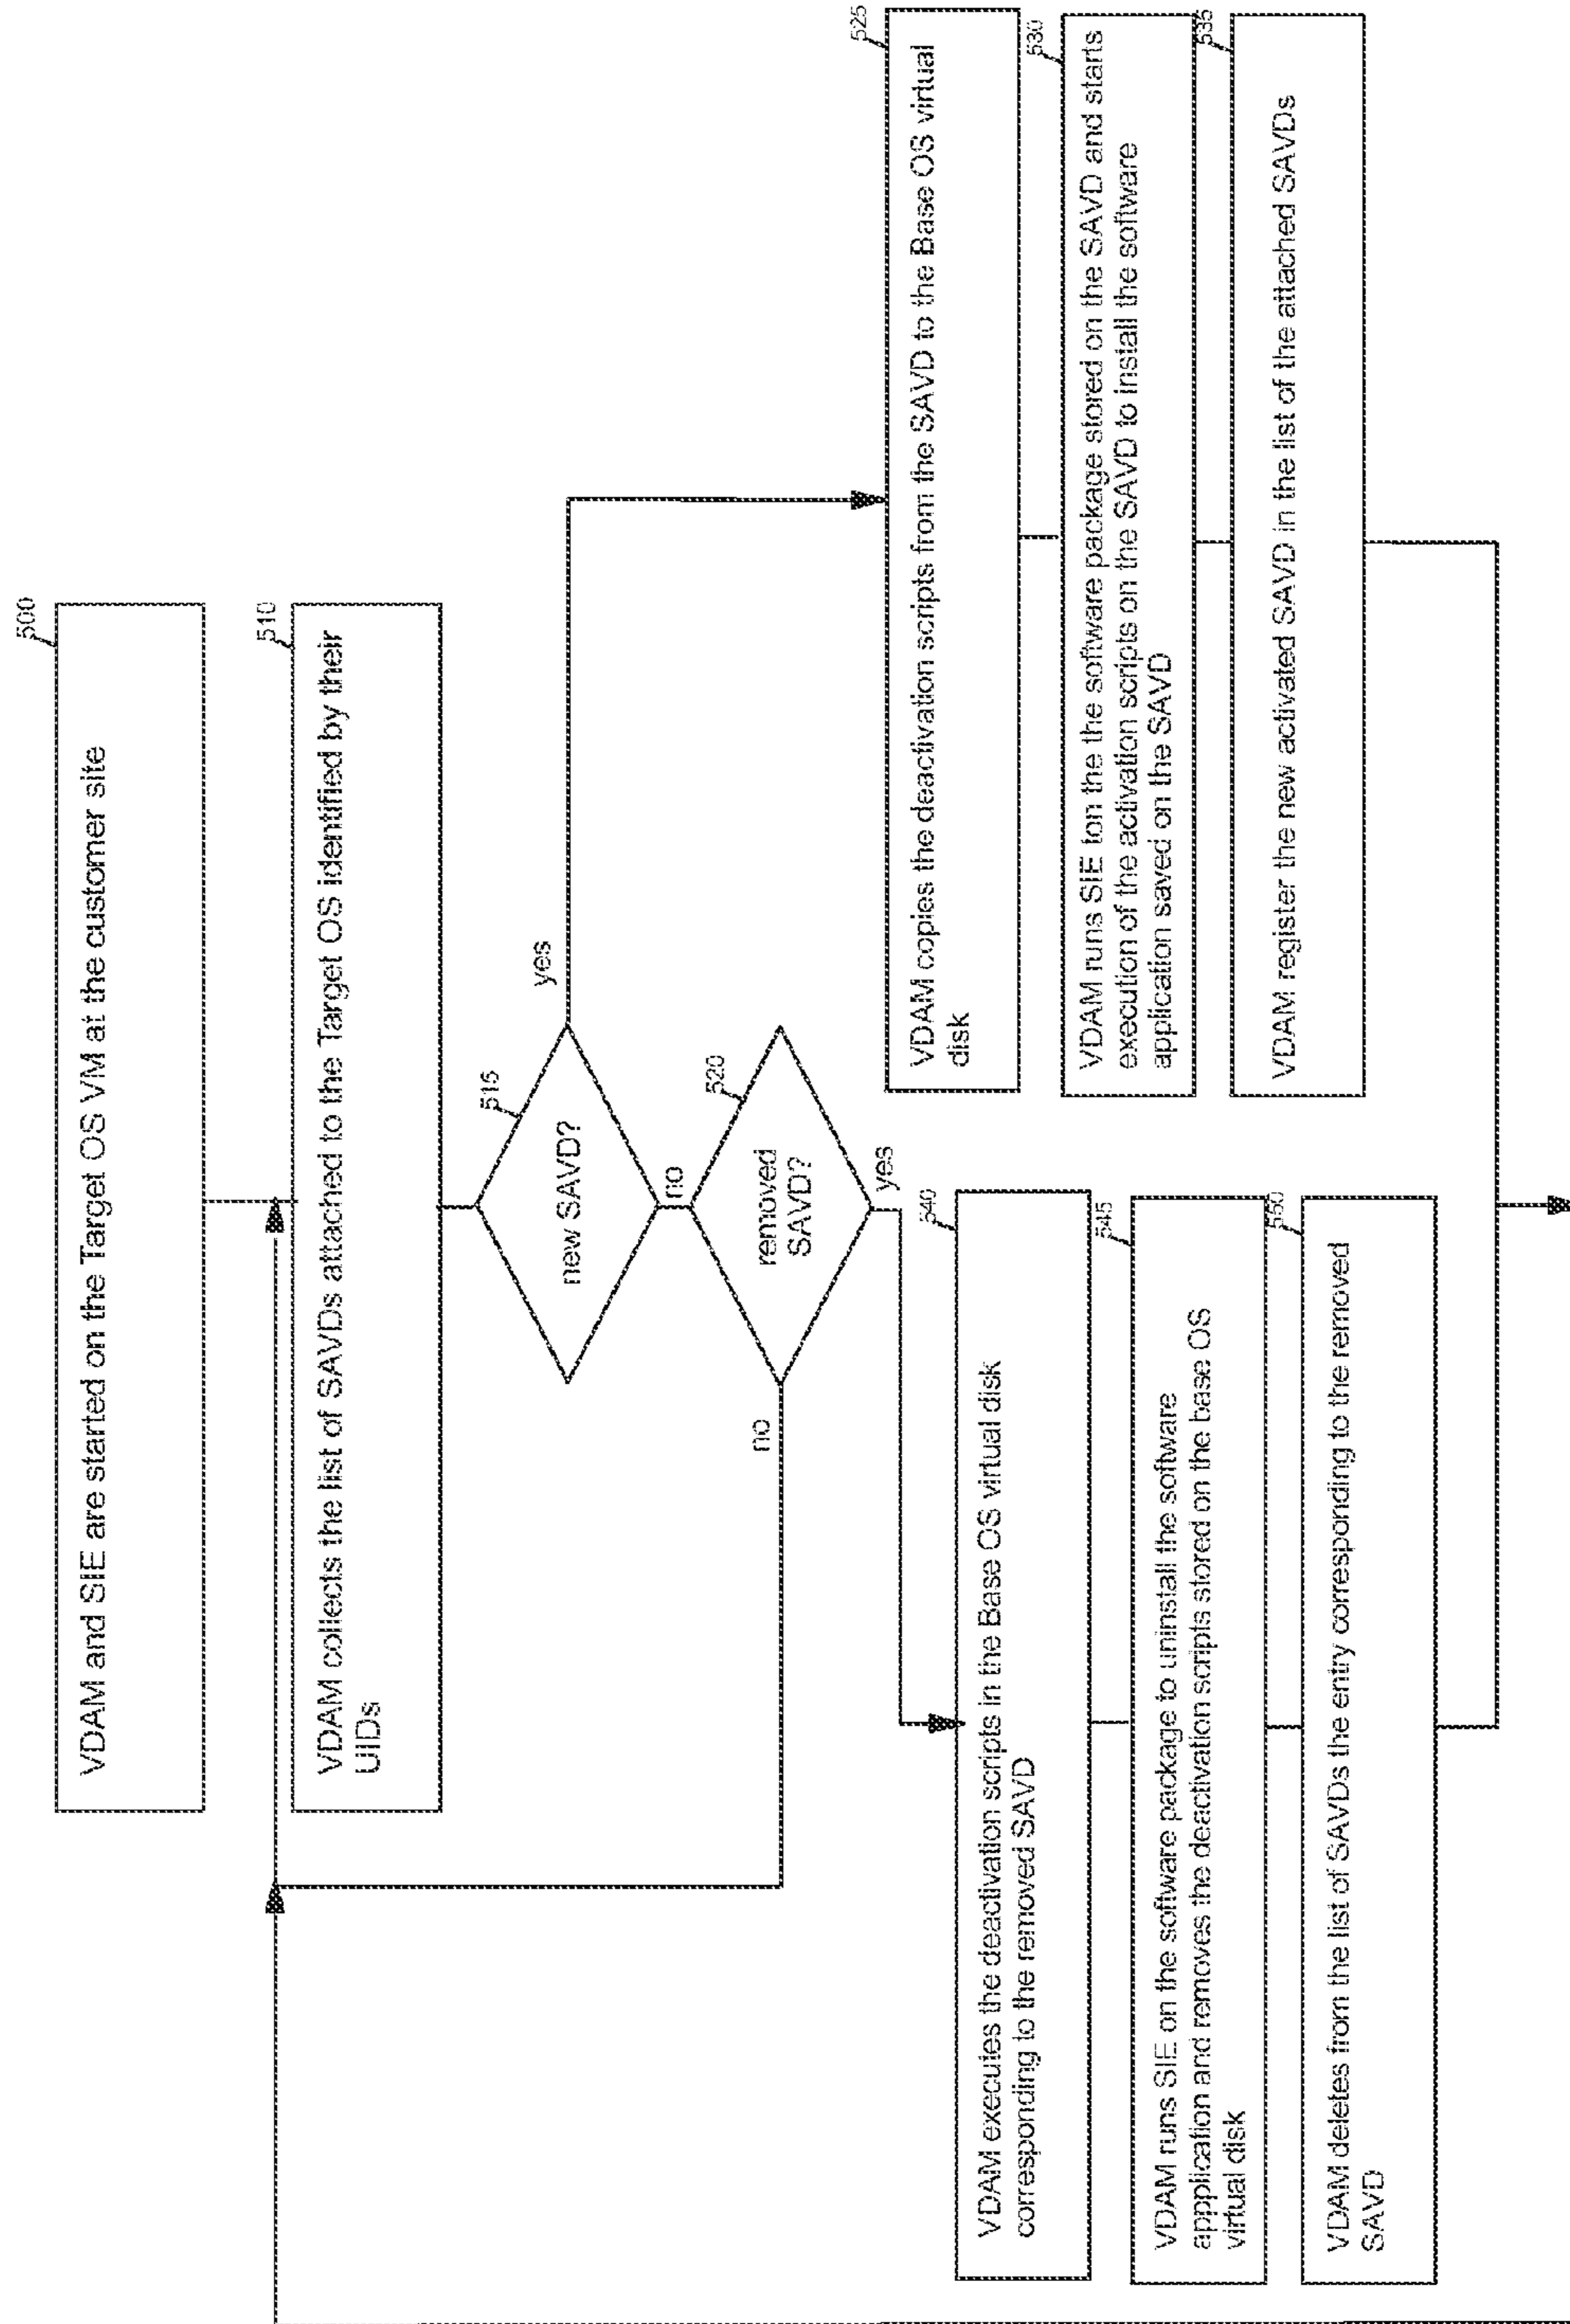 500
VDAM and SIE are started on the Target OS VM at the customer site
510
VDAM collects the list of SAVDs attached to the Target OS identified by their
UIDs
515
new SAVD?
yes
no
520
removed
SAVD?
no
yes
525
VDAM copies the deactivation scripts from the SAVD to the Base OS virtual
disk
530
VDAM runs SIE ton the the software package stored on the SAVD and starts
execution of the activation scripts on the SAVD to install the software
application saved on the SAVD
535
VDAM register the new activated SAVD in the list of the attached SAVDs
540
VDAM executes the deactivation scripts in the Base OS virtual disk
corresponding to the removed SAVD
545
VDAM runs SIE on the software package to uninstall the software
appplication and removes the deactivation scripts stored on the base OS
virtual disk
550
VDAM deletes from the list of SAVDs the entry corresponding to the removed
SAVD